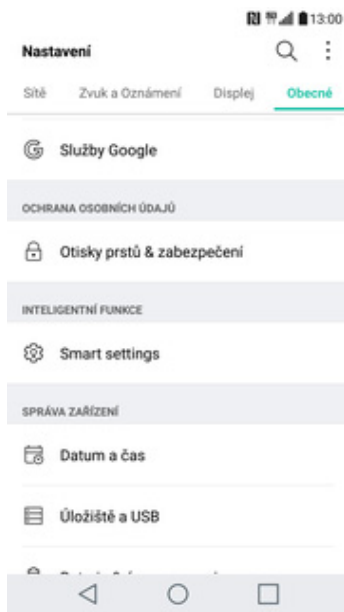 13:00
Nastavení
Sítě Zvuk a Oznámení Displej Obecné
Služby Google
OCHRANA OSOBNÍCH ÚDAJŮ
Otisky prstů & zabezpečení
INTELIGENTNÍ FUNKCE
Smart settings
SPRÁVA ZAŘÍZENÍ
Datum a čas
Úložiště a USB